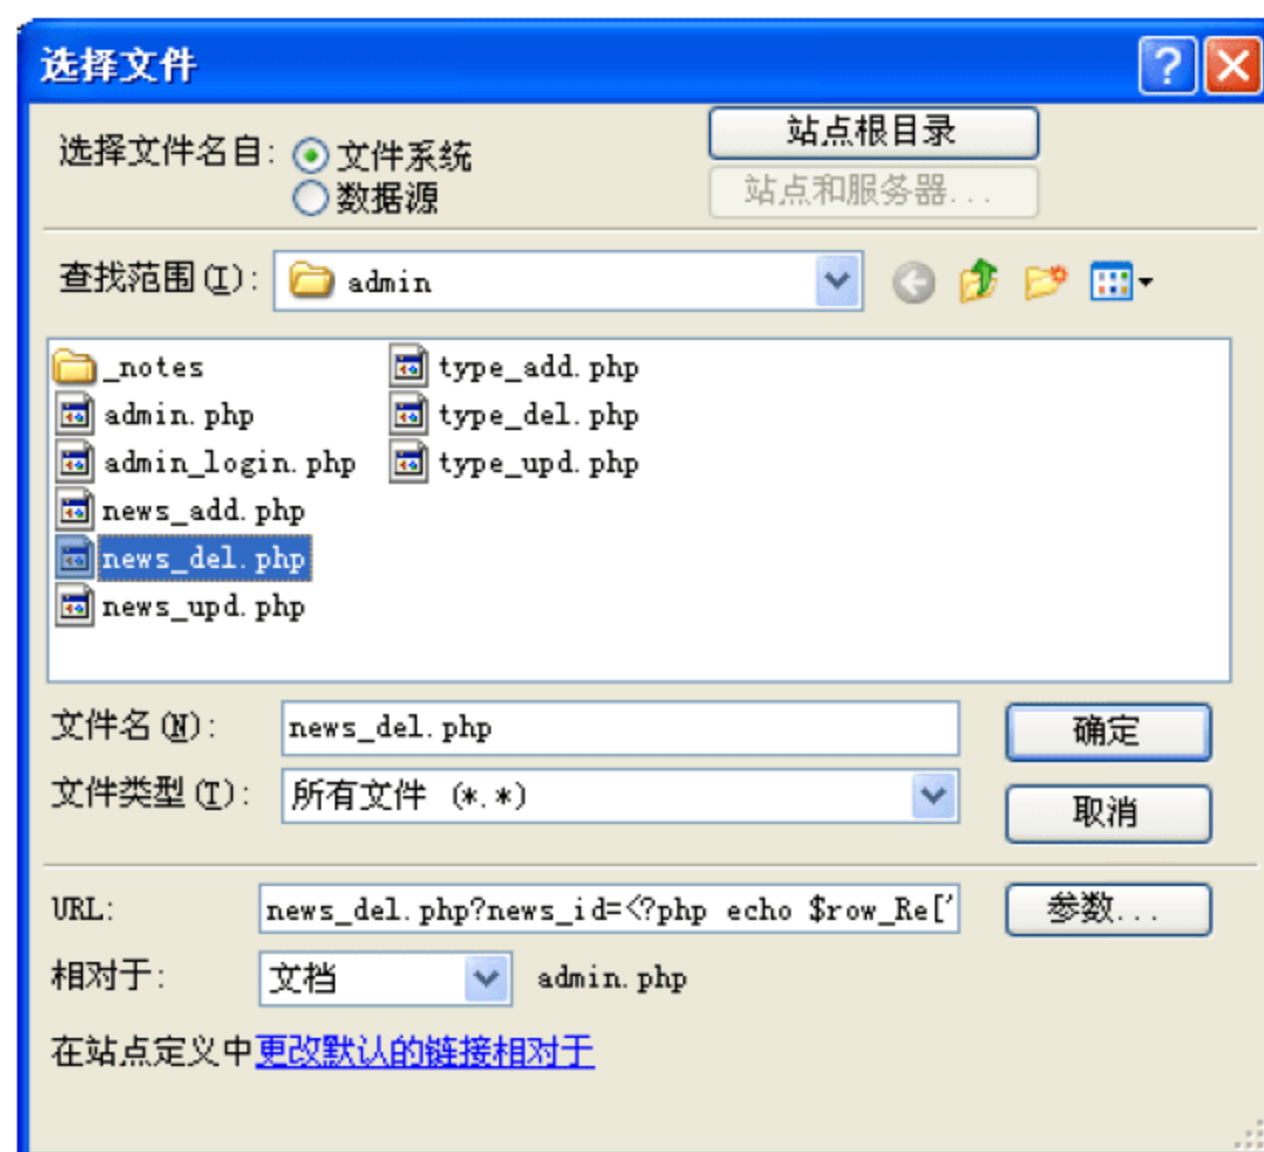 选择文件
选择文件名自: 文件系统 站点根目录
数据源 站点和服务器...
查找范围(I): admin
_notes type_add.php
admin.php type_del.php
admin_login.php type_upd.php
news_add.php
news_del.php
news_upd.php
文件名(N): news_del.php 确定
文件类型(T): 所有文件 (*.*) 取消
URL: news_del.php?news_id=<?php echo $row_Re[' 参数...
相对于: 文档 admin.php
在站点定义中更改默认的链接相对于